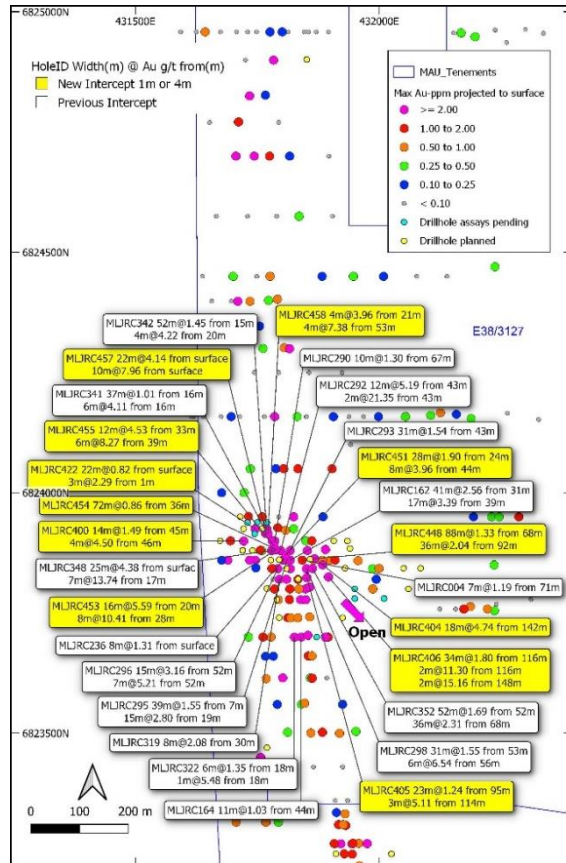 431500E
432000E
6825000N
HoleID Width(m) @ Au g/t from(m)
New Intercept 1m or 4m
Previous Intercept
MAU_Tenements
Max Au-ppm projected to surface
>= 2.00
1.00 to 2.00
0.50 to 1.00
0.25 to 0.50
0.10 to 0.25
< 0.10
Drillhole assays pending
Drillhole planned
6824500N
E38/3127
MLJRC342 52m@1.45 from 15m
4m@4.22 from 20m
MLJRC458 4m@3.96 from 21m
4m@7.38 from 53m
MLJRC457 22m@4.14 from surface
10m@7.96 from surface
MLJRC290 10m@1.30 from 67m
MLJRC341 37m@1.01 from 16m
6m@4.11 from 16m
MLJRC292 12m@5.19 from 43m
2m@21.35 from 43m
MLJRC455 12m@4.53 from 33m
6m@8.27 from 39m
MLJRC293 31m@1.54 from 43m
MLJRC422 22m@0.82 from surface
3m@2.29 from 1m
MLJRC451 28m@1.90 from 24m
8m@3.96 from 44m
6824000N
MLJRC454 72m@0.86 from 36m
MLJRC162 41m@2.56 from 31m
17m@3.39 from 39m
MLJRC400 14m@1.49 from 45m
4m@4.50 from 46m
MLJRC448 88m@1.33 from 68m
36m@2.04 from 92m
MLJRC348 25m@4.38 from surfac
7m@13.74 from 17m
MLJRC004 7m@1.19 from 71m
MLJRC453 16m@5.59 from 20m
8m@10.41 from 28m
Open
MLJRC404 18m@4.74 from 142m
MLJRC236 8m@1.31 from surface
MLJRC406 34m@1.80 from 116m
2m@11.30 from 116m
2m@15.16 from 148m
MLJRC296 15m@3.16 from 52m
7m@5.21 from 52m
MLJRC295 39m@1.55 from 7m
15m@2.80 from 19m
MLJRC352 52m@1.69 from 52m
36m@2.31 from 68m
6823500N
MLJRC319 8m@2.08 from 30m
MLJRC298 31m@1.55 from 53m
6m@6.54 from 56m
MLJRC322 6m@1.35 from 18m
1m@5.48 from 18m
MLJRC405 23m@1.24 from 95m
3m@5.11 from 114m
MLJRC164 11m@1.03 from 44m
0 100 200 m